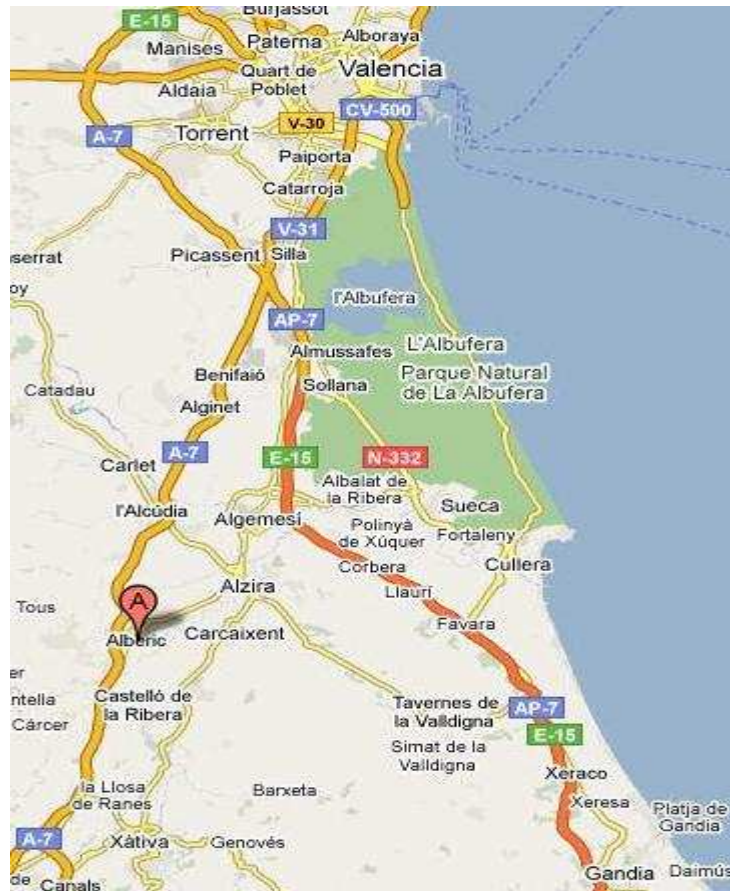 Burjassot
E-15
Paterna
Alboraya
Manises
Quart de
Poblet
Valencia
Aldaia
CV-500
V-30
A-7
Torrent
Paiporta
Catarroja
V-31
Picassent
Silla
l'Albufera
AP-7
L'Albufera
Almussafes
Parque Natural
de La Albufera
Benifaió
Sollana
Catadau
Alginet
A-7
E-15
N-332
Carlet
Albalat de
la Ribera
l'Alcúdia
Sueca
Algemesí
Polinyà
de Xúquer
Fortaleny
Corbera
Cullera
Alzira
Llaurí
A
Tous
Favara
Alberic
Carcaixent
Castelló de
la Ribera
Tavernes de
la Valldigna
AP-7
Cárcer
Simat de la
Valldigna
E-15
Xeraco
la Llosa
de Ranes
Barxeta
Xeresa
Platja de
Gandia
A-7
Xàtiva
Genovés
Gandia
Daimús
de
Canals